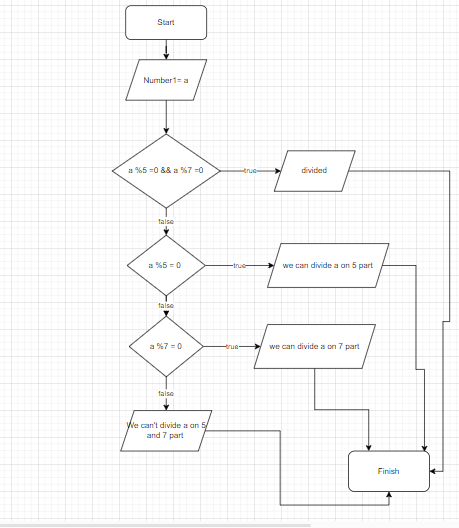 Start
Number1= a
a %5 =0 && a %7 =0
true
divided
false
a %5 = 0
true
we can divide a on 5 part
false
a %7 = 0
true
we can divide a on 7 part
false
We can't divide a on 5
and 7 part
Finish